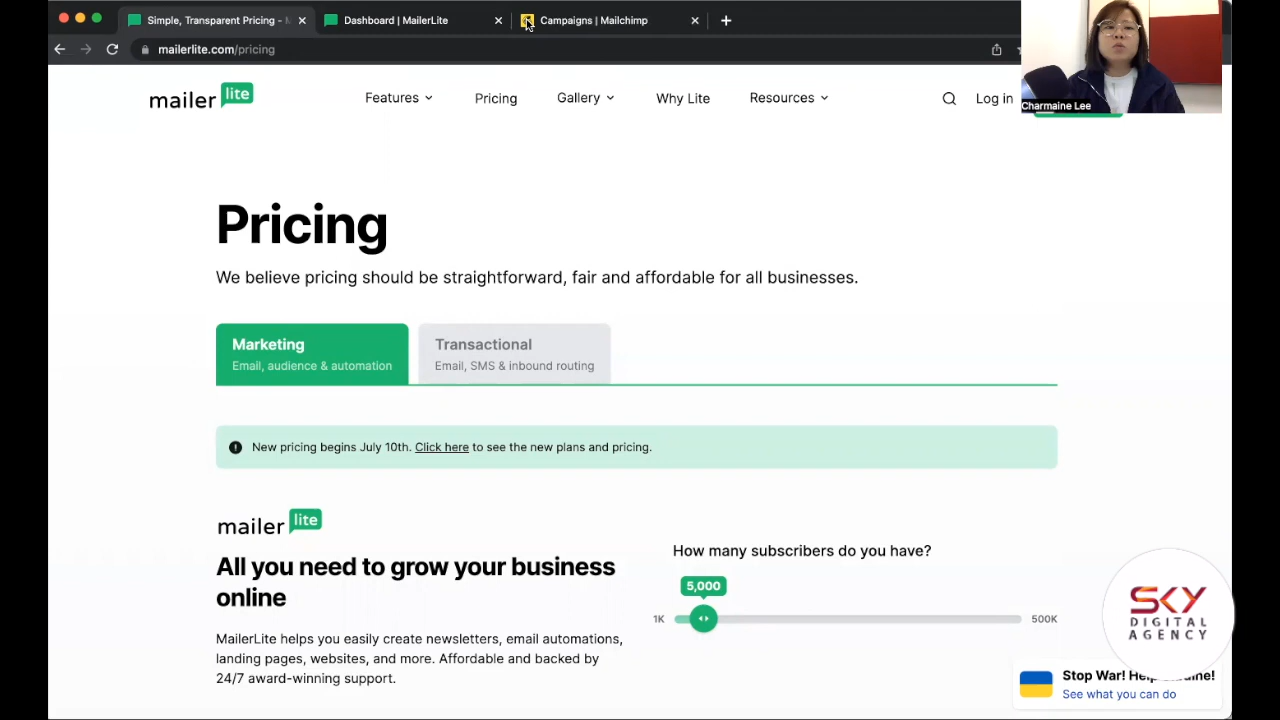 Simple, Transparent Pricing -
Dashboard | MailerLite
Campaigns | Mailchimp
mailerlite.com/pricing
Charmaine Lee
mailer lite
Features
Pricing
Gallery
Why Lite
Resources
Log in
Pricing
We believe pricing should be straightforward, fair and affordable for all businesses.
Marketing
Email, audience & automation
Transactional
Email, SMS & inbound routing
New pricing begins July 10th. Click here to see the new plans and pricing.
mailer lite
All you need to grow your business
online
MailerLite helps you easily create newsletters, email automations,
landing pages, websites, and more. Affordable and backed by
24/7 award-winning support.
How many subscribers do you have?
5,000
1K
500K
SKY
DIGITAL
AGENCY
Stop War!
See what you can do